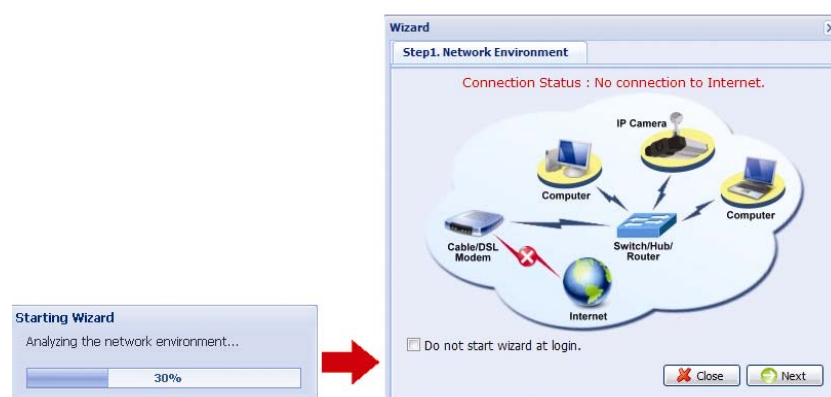 Starting Wizard
Analyzing the network environment...
30%
Wizard
Step1. Network Environment
Connection Status : No connection to Internet.
IP Camera
Computer
Computer
Cable/DSL
Modem
Switch/Hub/
Router
Internet
Do not start wizard at login.
Close
Next